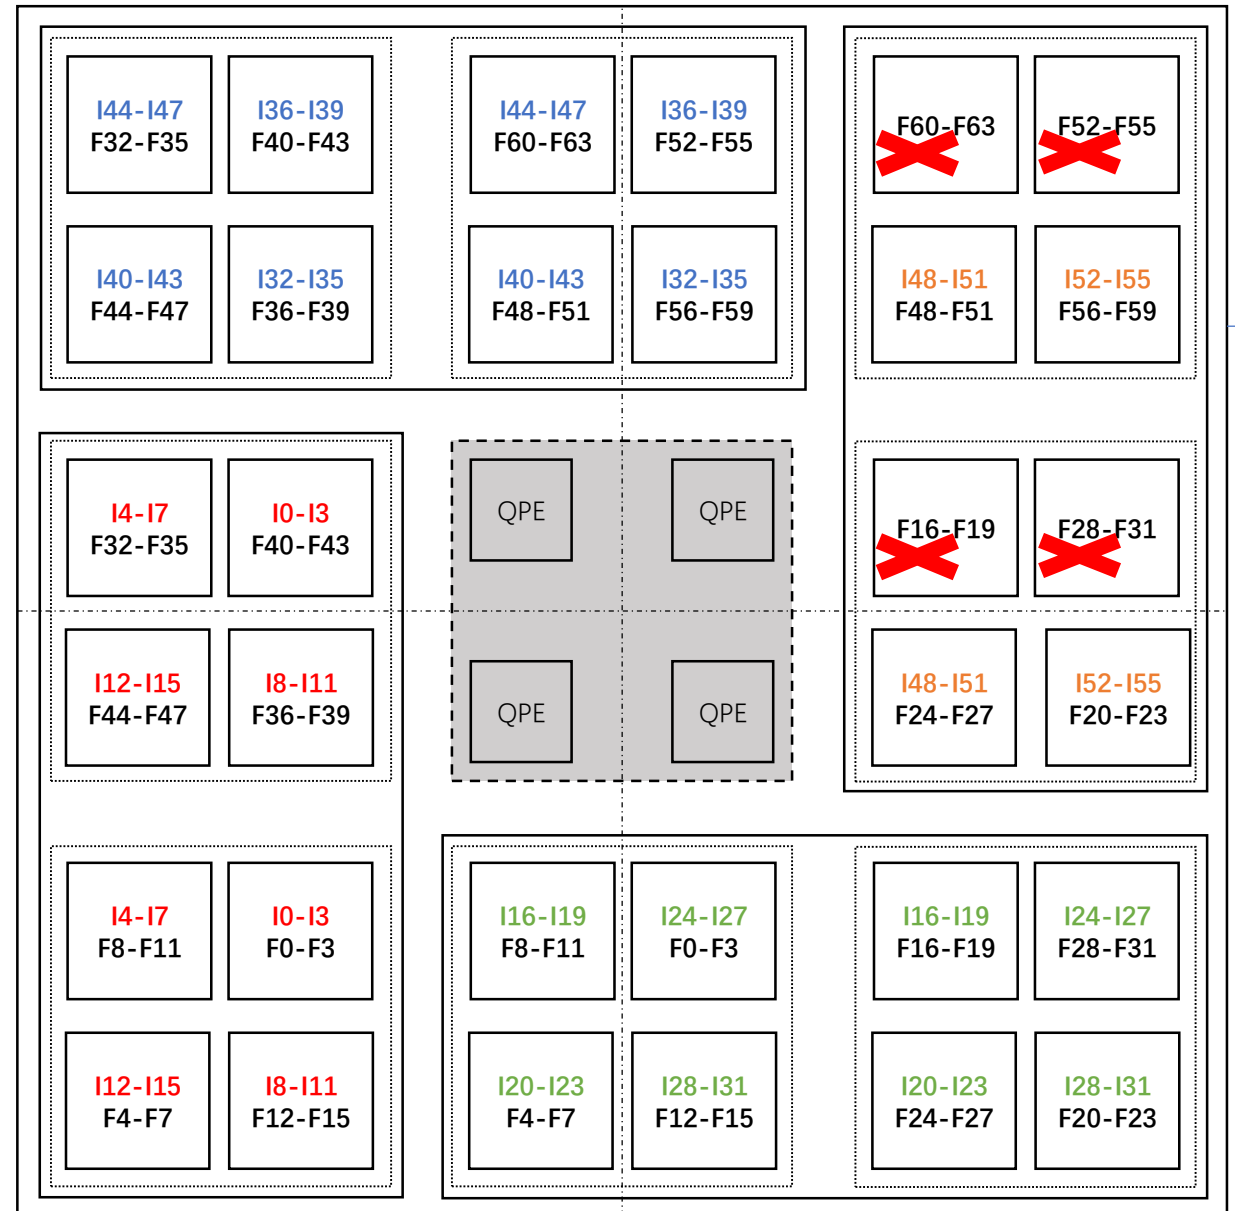 I44-I47
F32-F35
I36-I39
F40-F43
I44-I47
F60-F63
I36-I39
F52-F55
F60-F63
F52-F55
I40-I43
F44-F47
I32-I35
F36-F39
I40-I43
F48-F51
I32-I35
F56-F59
I48-I51
F48-F51
I52-I55
F56-F59
I4-I7
F32-F35
I0-I3
F40-F43
QPE
QPE
F16-F19
F28-F31
I12-I15
F44-F47
I8-I11
F36-F39
QPE
QPE
I48-I51
F24-F27
I52-I55
F20-F23
I4-I7
F8-F11
I0-I3
F0-F3
I16-I19
F8-F11
I24-I27
F0-F3
I16-I19
F16-F19
I24-I27
F28-F31
I12-I15
F4-F7
I8-I11
F12-F15
I20-I23
F4-F7
I28-I31
F12-F15
I20-I23
F24-F27
I28-I31
F20-F23